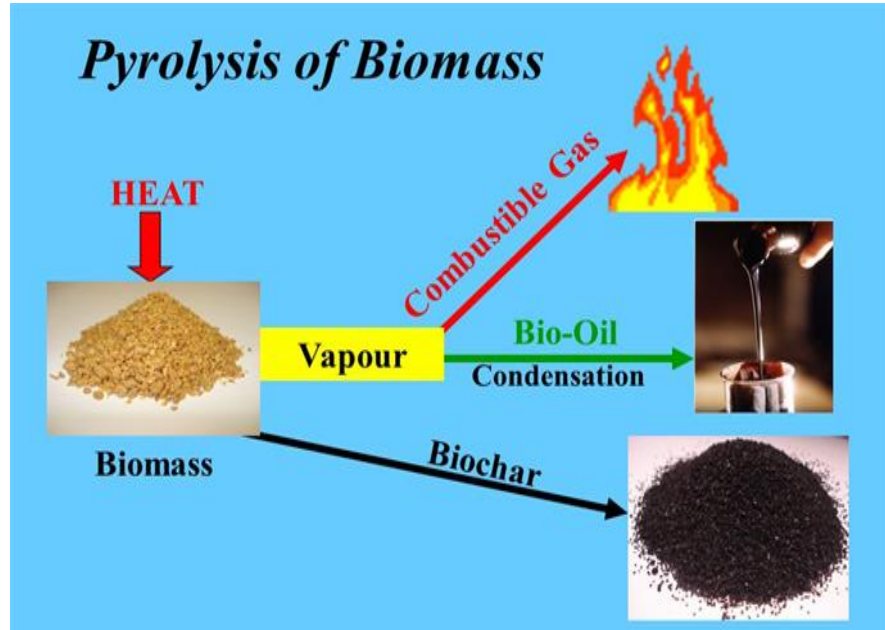 Pyrolysis of Biomass
HEAT
Combustible Gas
Vapour
Bio-Oil
Condensation
Biomass
Biochar